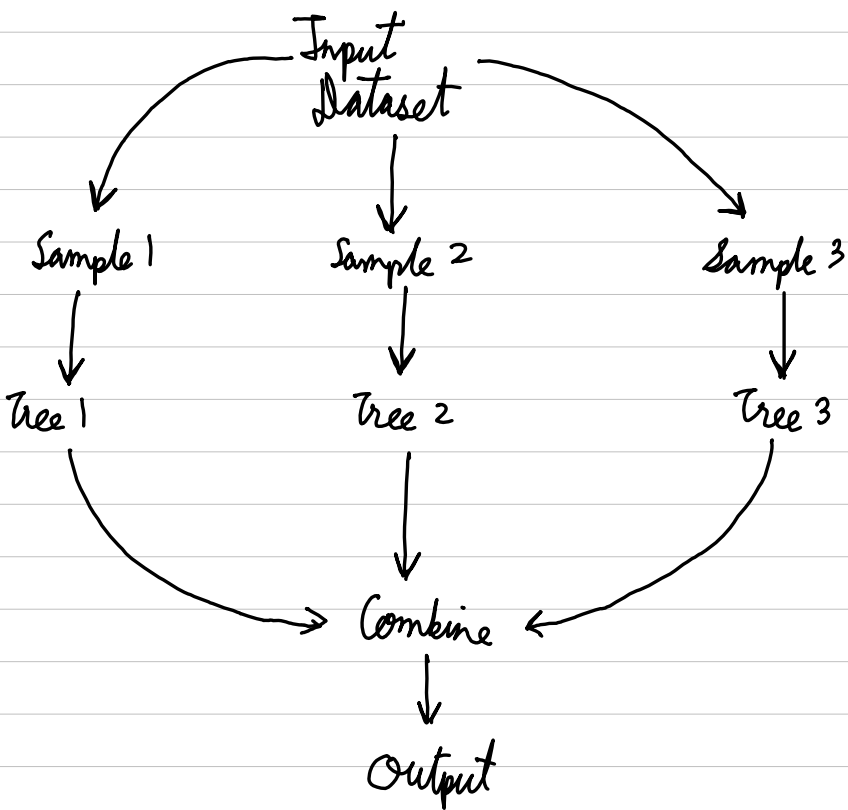 Input
Dataset
Sample 1
Sample 2
Sample 3
Tree 1
Tree 2
Tree 3
Combine
Output